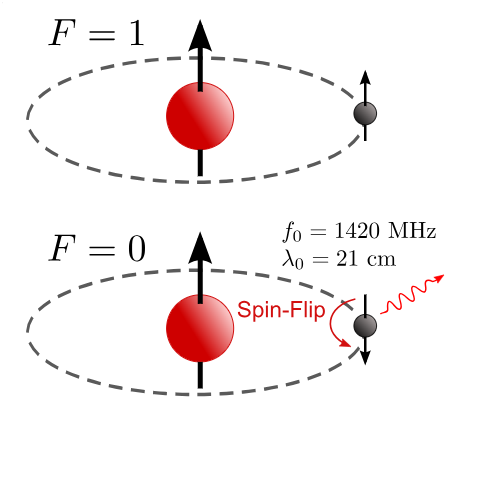 F = 1
F = 0
f₀ = 1420 MHz
λ₀ = 21 cm
Spin-Flip